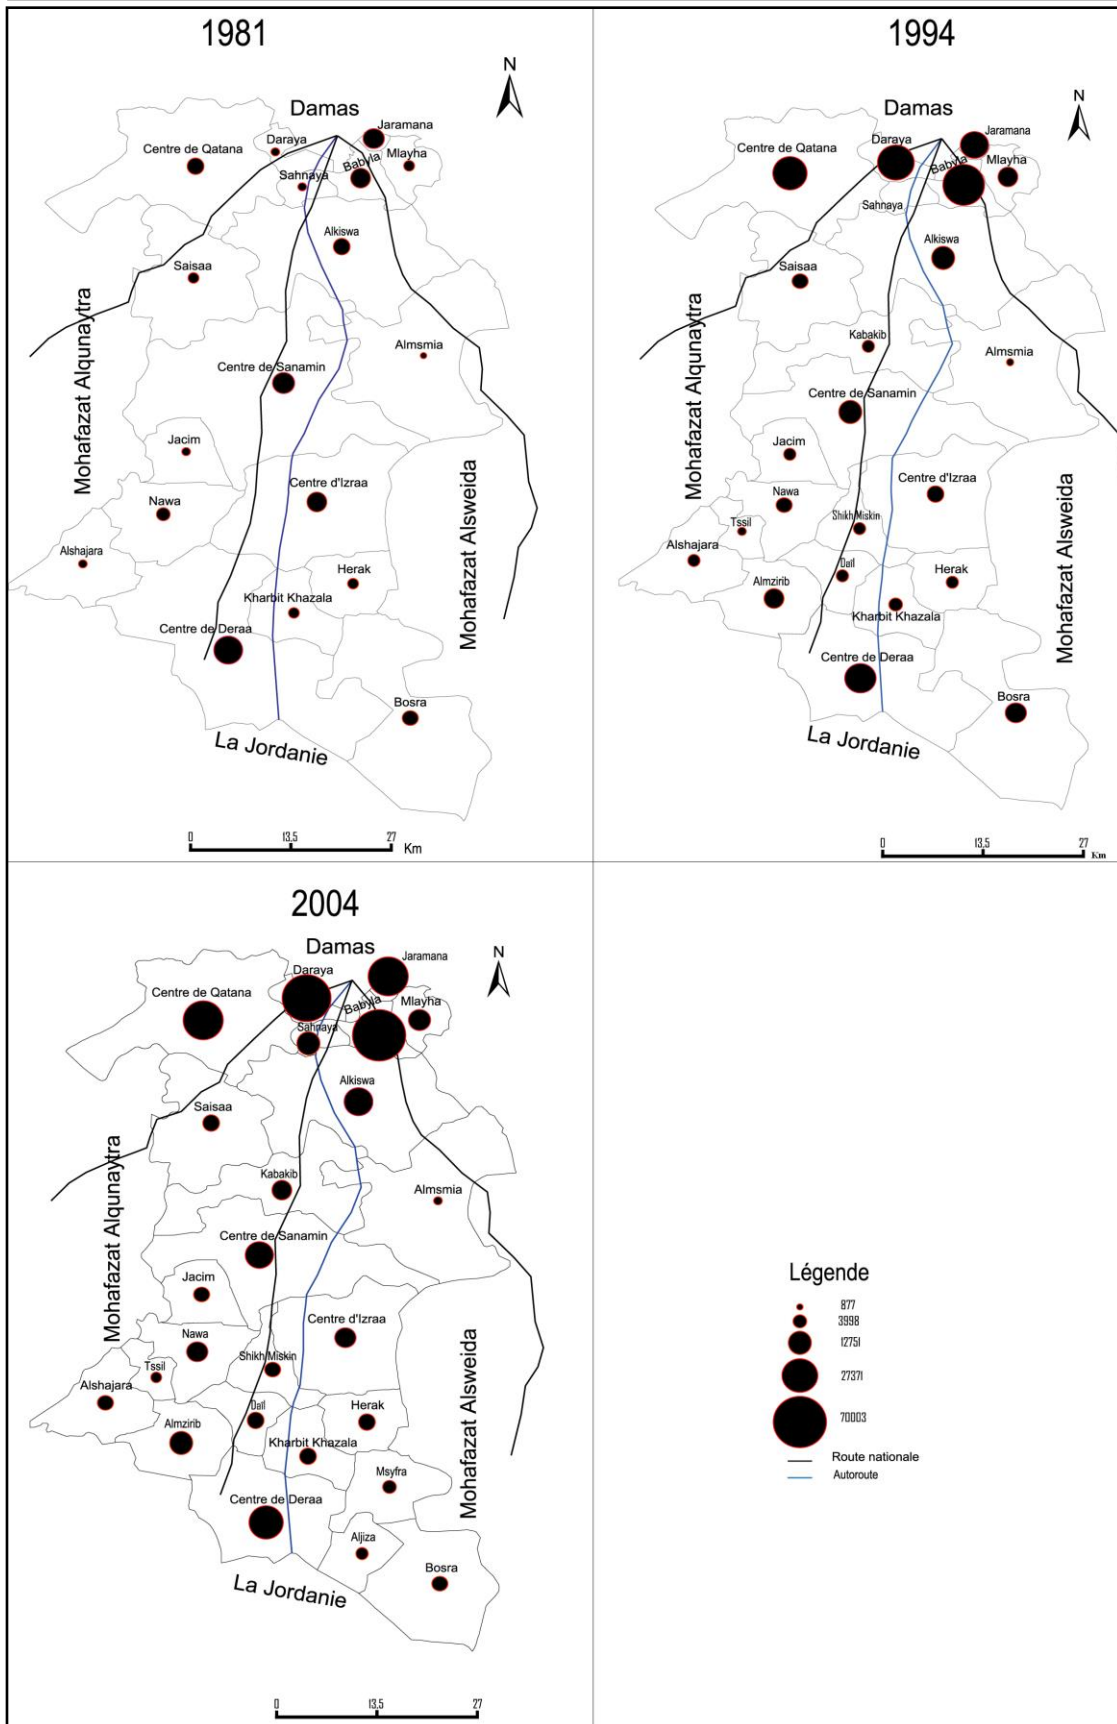 1981
N
Damas
Jaramana
Daraya
Centre de Qatana
Mlayha
Babyla
Sahnaya
Alkiswa
Saisaa
Mohafazat Alqunaytra
Almsmia
Centre de Sanamin
Jacim
Mohafazat Alsweida
Centre d'Izraa
Nawa
Alshajara
Herak
Kharbit Khazala
Centre de Deraa
Bosra
La Jordanie
0 13.5 27
Km
1994
N
Damas
Jaramana
Daraya
Centre de Qatana
Babyla
Mlayha
Sahnaya
Alkiswa
Saisaa
Mohafazat Alqunaytra
Kabakib
Almsmia
Centre de Sanamin
Jacim
Mohafazat Alsweida
Centre d'Izraa
Nawa
Shikh Miskin
Tssil
Alshajara
Dail
Herak
Almzirib
Kharbit Khazala
Centre de Deraa
Bosra
La Jordanie
0 13.5 27
Km
2004
Damas
N
Jaramana
Daraya
Centre de Qatana
Babyla
Mlayha
Sahnaya
Alkiswa
Saisaa
Mohafazat Alqunaytra
Kabakib
Almsmia
Centre de Sanamin
Jacim
Mohafazat Alsweida
Centre d'Izraa
Nawa
Shikh Miskin
Tssil
Alshajara
Dail
Herak
Almzirib
Kharbit Khazala
Msyfra
Centre de Deraa
Aljiza
Bosra
La Jordanie
0 13.5 27
Légende
877
3998
12751
27371
70003
Route nationale
Autoroute